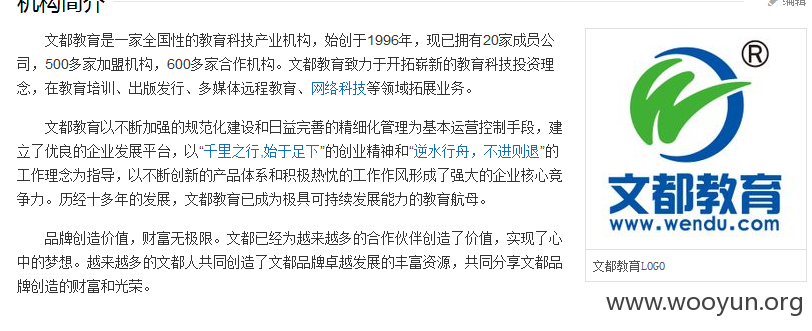 机构简介
编辑
文都教育是一家全国性的教育科技产业机构，始创于1996年，现已拥有20家成员公
司，500多家加盟机构，600多家合作机构。文都教育致力于开拓崭新的教育科技投资理
念，在教育培训、出版发行、多媒体远程教育、网络科技等领域拓展业务。
文都教育以不断加强的规范化建设和日益完善的精细化管理为基本运营控制手段，建
立了优良的企业发展平台，以“千里之行,始于足下”的创业精神和“逆水行舟，不进则退”的
工作理念为指导，以不断创新的产品体系和积极热忱的工作作风形成了强大的企业核心竞
争力。历经十多年的发展，文都教育已成为极具可持续发展能力的教育航母。
品牌创造价值，财富无极限。文都已经为越来越多的合作伙伴创造了价值，实现了心
中的梦想。越来越多的文都人共同创造了文都品牌卓越发展的丰富资源，共同分享文都品
牌创造的财富和光荣。
®
文都教育
www.wendu.com
文都教育LOGO
www.wooyun.org